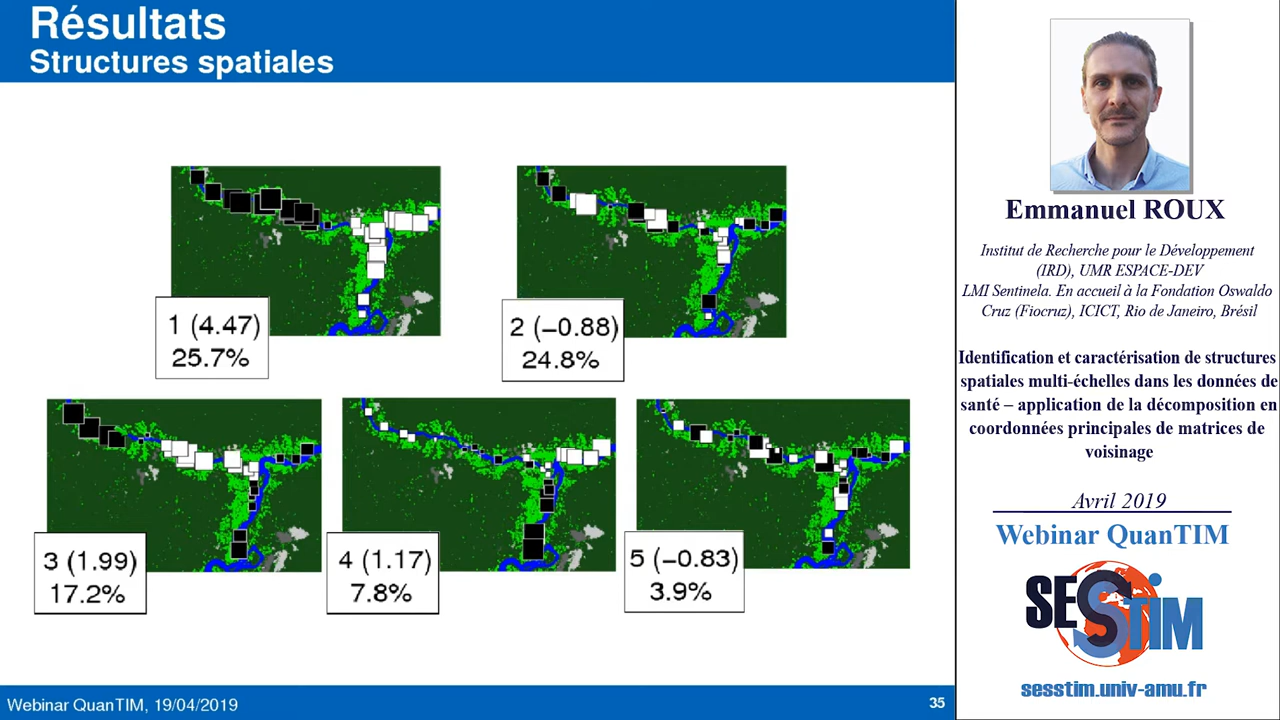 Résultats
Structures spatiales
1 (4.47)
25.7%
2 (−0.88)
24.8%
3 (1.99)
17.2%
4 (1.17)
7.8%
5 (−0.83)
3.9%
Webinar QuanTIM, 19/04/2019
35
Emmanuel ROUX
Institut de Recherche pour le Dévéloppement
(IRD), UMR ESPACE-DEV
LMI Sentinela. En accueil à la Fondation Oswaldo
Cruz (Fiocruz), ICICT, Rio de Janeiro, Brésil
Identification et caractérisation de structures
spatiales multi-échelles dans les données de
santé – application de la décomposition en
coordonnées principales de matrices de
voisinage
Avril 2019
Webinar QuanTIM
SESSTIM
sesstim.univ-amu.fr